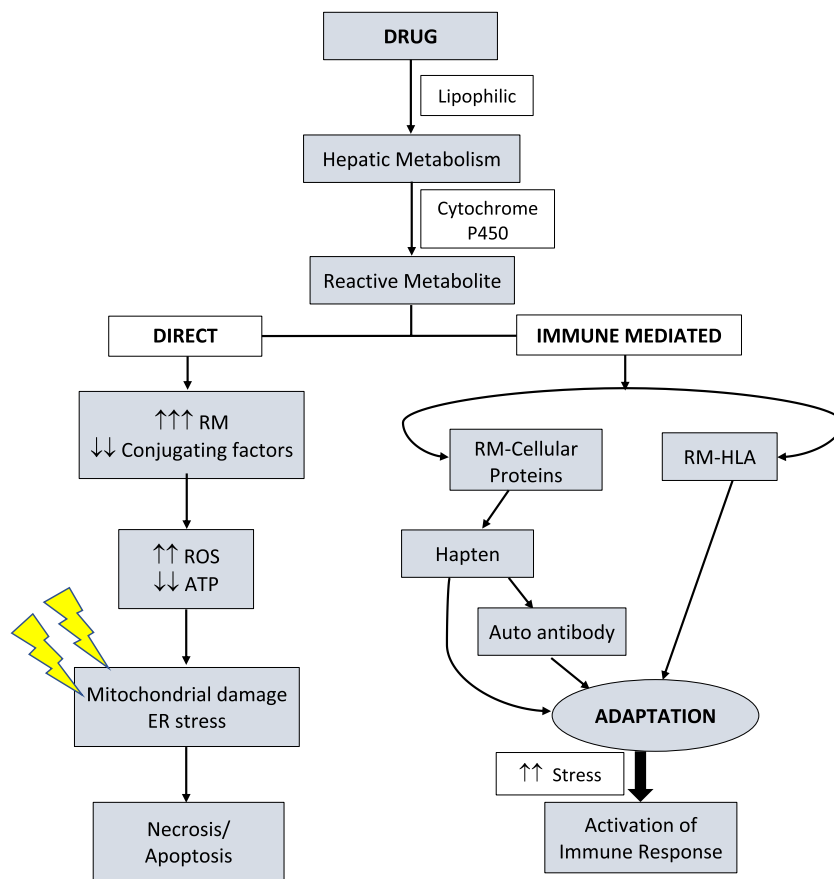 DRUG
Lipophilic
Hepatic Metabolism
Cytochrome
P450
Reactive Metabolite
DIRECT
IMMUNE MEDIATED
↑↑↑ RM
↓↓ Conjugating factors
RM-Cellular
Proteins
RM-HLA
↑↑ ROS
↓↓ ATP
Hapten
Auto antibody
Mitochondrial damage
ER stress
ADAPTATION
↑↑ Stress
Necrosis/
Apoptosis
Activation of
Immune Response